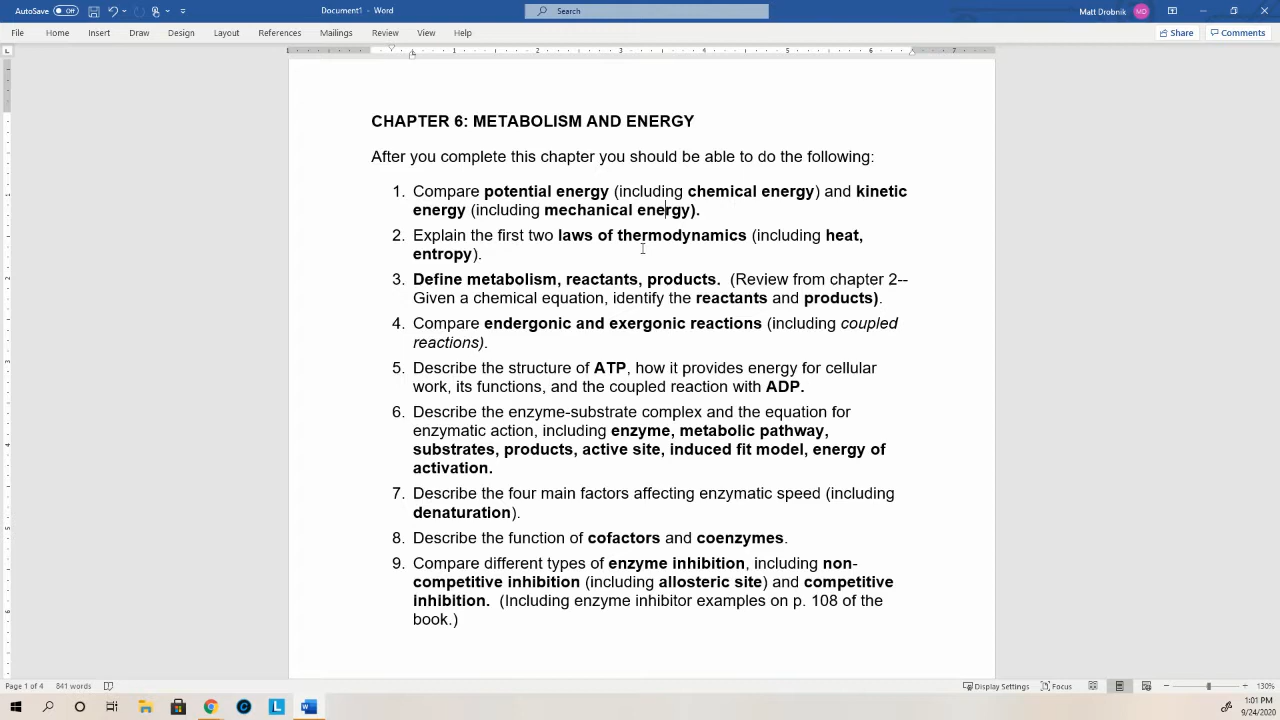 AutoSave Off Document1 - Word Search Matt Drobnik MD
File Home Insert Draw Design Layout References Mailings Review View Help Share Comments
1 2 3 4 5 6 7
CHAPTER 6: METABOLISM AND ENERGY
After you complete this chapter you should be able to do the following:
1. Compare potential energy (including chemical energy) and kinetic
energy (including mechanical energy).
2. Explain the first two laws of thermodynamics (including heat,
entropy).
3. Define metabolism, reactants, products. (Review from chapter 2--
Given a chemical equation, identify the reactants and products).
4. Compare endergonic and exergonic reactions (including coupled
reactions).
5. Describe the structure of ATP, how it provides energy for cellular
work, its functions, and the coupled reaction with ADP.
6. Describe the enzyme-substrate complex and the equation for
enzymatic action, including enzyme, metabolic pathway,
substrates, products, active site, induced fit model, energy of
activation.
7. Describe the four main factors affecting enzymatic speed (including
denaturation).
8. Describe the function of cofactors and coenzymes.
9. Compare different types of enzyme inhibition, including non-
competitive inhibition (including allosteric site) and competitive
inhibition. (Including enzyme inhibitor examples on p. 108 of the
book.)
Page 1 of 4 841 words Display Settings Focus 130%
1:01 PM
9/24/2020